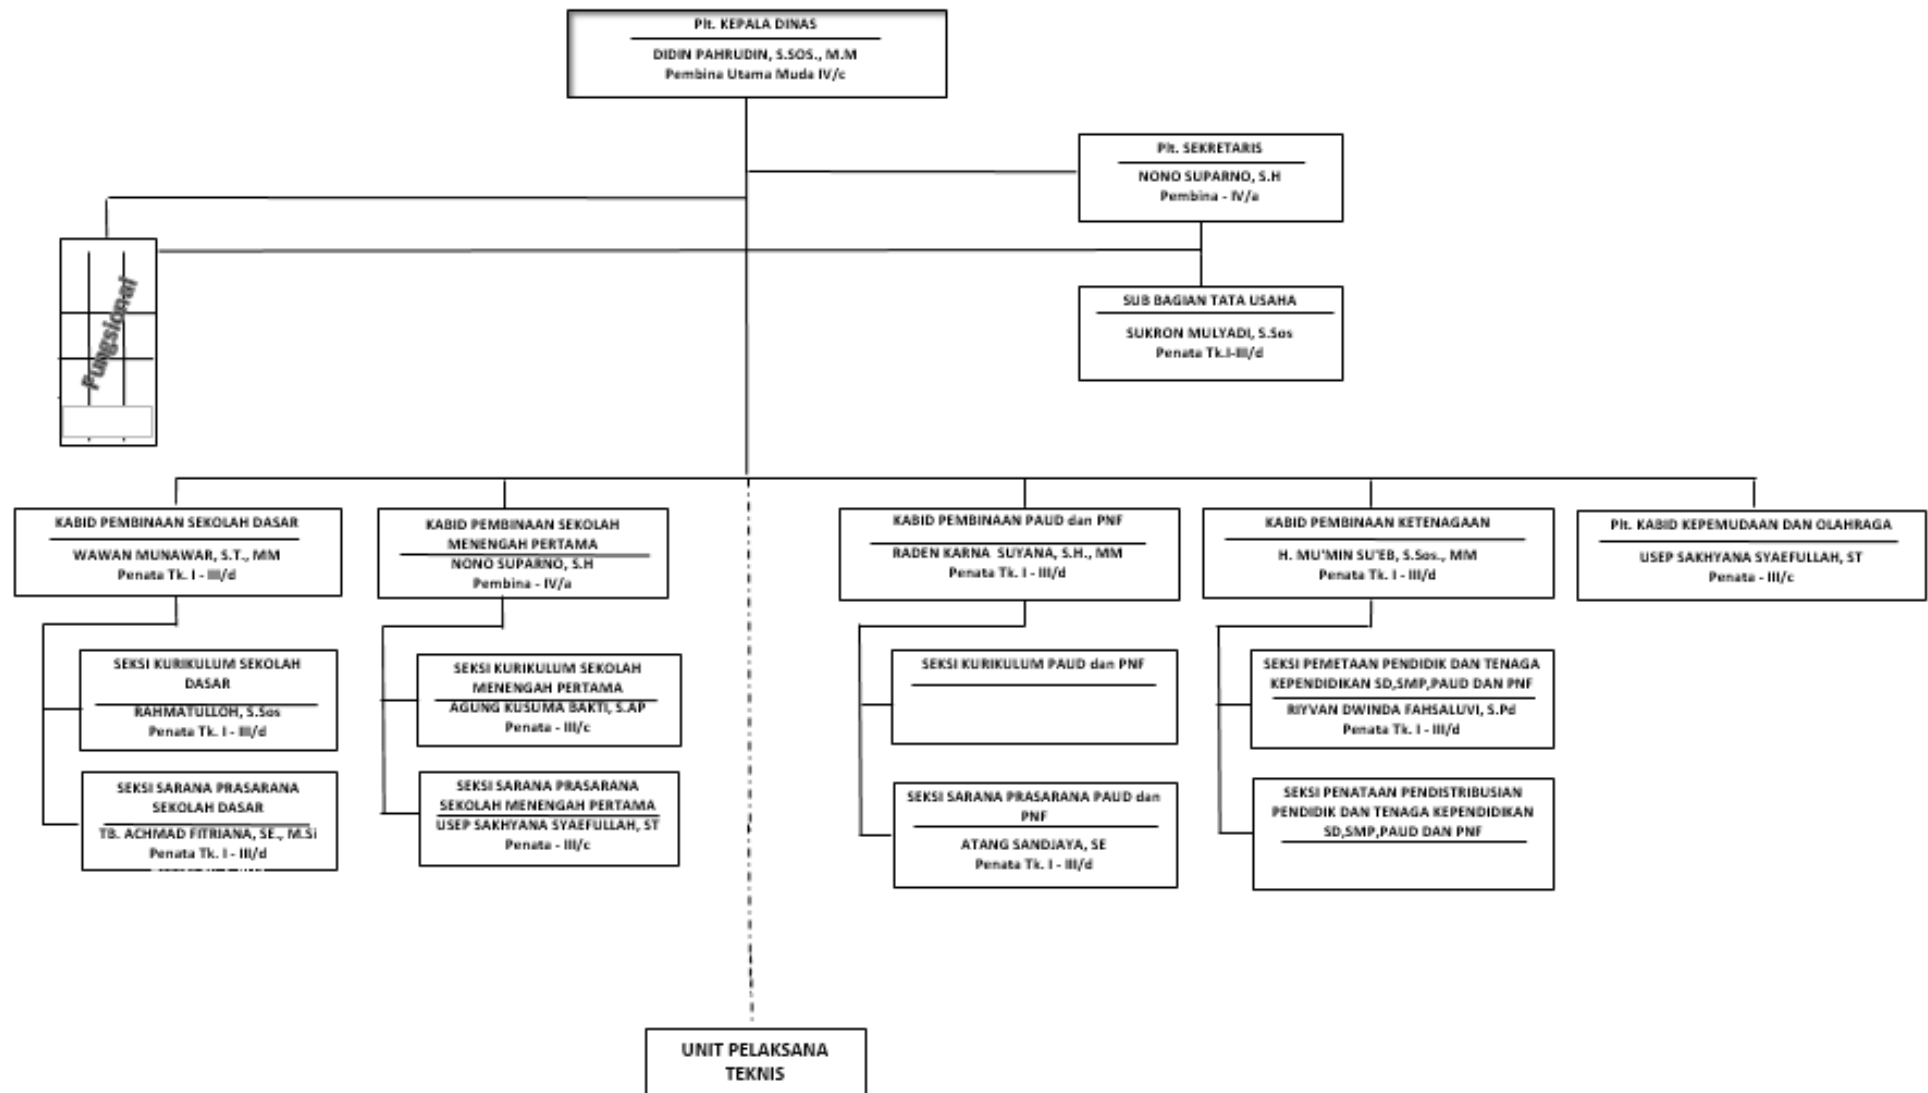 Plt. KEPALA DINAS
DIDIN PAHRUDIN, S.SOS., M.M
Pembina Utama Muda IV/c
Plt. SEKRETARIS
NONO SUPARNO, S.H
Pembina - IV/a
Fungsional
SUB BAGIAN TATA USAHA
SUKRON MULYADI, S.Sos
Penata Tk.I-III/d
KABID PEMBINAAN SEKOLAH DASAR
WAWAN MUNAWAR, S.T., MM
Penata Tk. I - III/d
KABID PEMBINAAN SEKOLAH
MENENGAH PERTAMA
NONO SUPARNO, S.H
Pembina - IV/a
KABID PEMBINAAN PAUD dan PNF
RADEN KARNA SUYANA, S.H., MM
Penata Tk. I - III/d
KABID PEMBINAAN KETENAGAAN
H. MU'MIN SU'EB, S.Sos., MM
Penata Tk. I - III/d
Plt. KABID KEPEMUDAAN DAN OLAHRAGA
USEP SAKHYANA SYAEFULLAH, ST
Penata - III/c
SEKSI KURIKULUM SEKOLAH
DASAR
RAHMATULLOH, S.Sos
Penata Tk. I - III/d
SEKSI KURIKULUM SEKOLAH
MENENGAH PERTAMA
AGUNG KUSUMA BAKTI, S.AP
Penata - III/c
SEKSI KURIKULUM PAUD dan PNF
SEKSI PEMETAAN PENDIDIK DAN TENAGA
KEPENDIDIKAN SD,SMP,PAUD DAN PNF
RIYVAN DWINDA FAHSALUVI, S.Pd
Penata Tk. I - III/d
SEKSI SARANA PRASARANA
SEKOLAH DASAR
TB. ACHMAD FITRIANA, SE., M.Si
Penata Tk. I - III/d
SEKSI SARANA PRASARANA
SEKOLAH MENENGAH PERTAMA
USEP SAKHYANA SYAEFULLAH, ST
Penata - III/c
SEKSI SARANA PRASARANA PAUD dan
PNF
ATANG SANDJAYA, SE
Penata Tk. I - III/d
SEKSI PENATAAN PENDISTRIBUSIAN
PENDIDIK DAN TENAGA KEPENDIDIKAN
SD,SMP,PAUD DAN PNF
UNIT PELAKSANA
TEKNIS